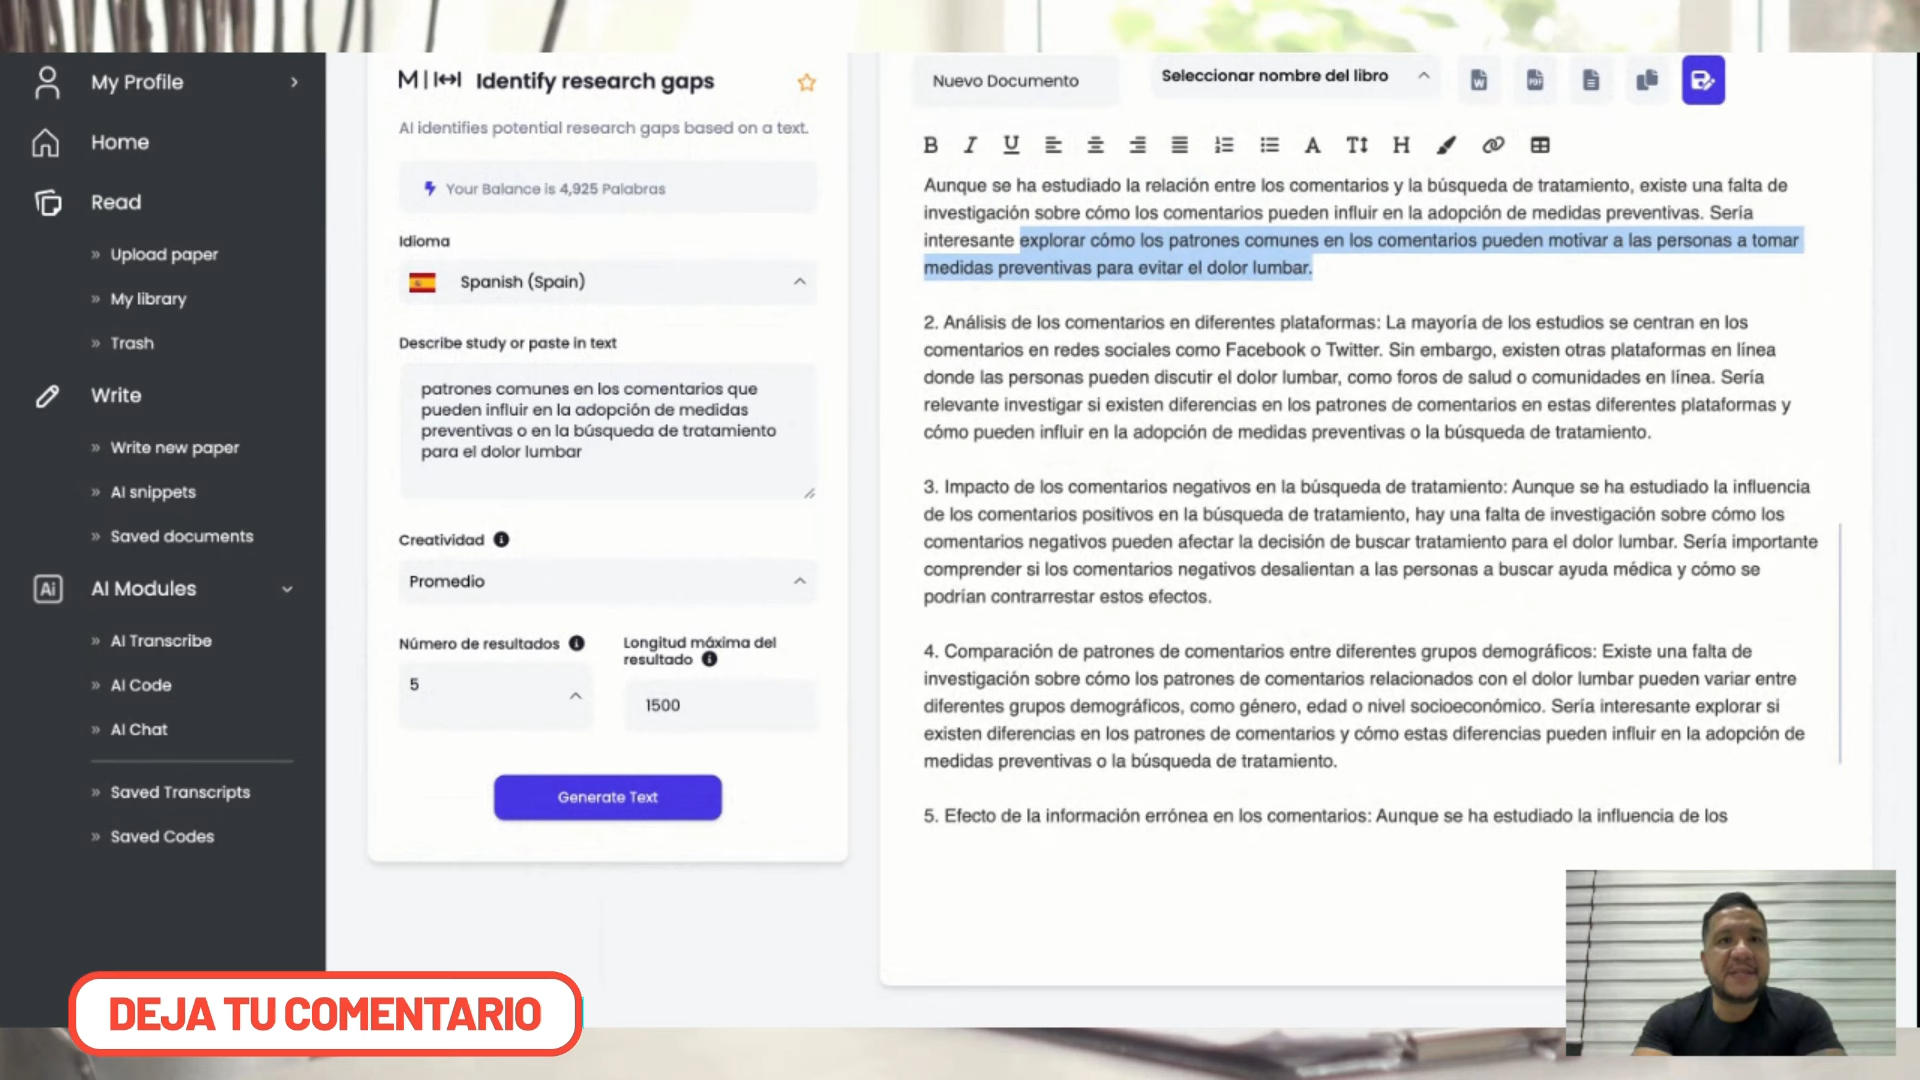 My Profile
Home
Read
Upload paper
My library
Trash
Write
Write new paper
AI snippets
Saved documents
Ai AI Modules
AI Transcribe
AI Code
AI Chat
Saved Transcripts
Saved Codes
DEJA TU COMENTARIO
Identify research gaps
AI identifies potential research gaps based on a text.
Your Balance is 4,925 Palabras
Idioma
Spanish (Spain)
Describe study or paste in text
patrones comunes en los comentarios que
pueden influir en la adopción de medidas
preventivas o en la búsqueda de tratamiento
para el dolor lumbar
Creatividad
Promedio
Número de resultados
5
Longitud máxima del
resultado
1500
Generate Text
Nuevo Documento
Seleccionar nombre del libro
Aunque se ha estudiado la relación entre los comentarios y la búsqueda de tratamiento, existe una falta de
investigación sobre cómo los comentarios pueden influir en la adopción de medidas preventivas. Sería
interesante explorar cómo los patrones comunes en los comentarios pueden motivar a las personas a tomar
medidas preventivas para evitar el dolor lumbar.
2. Análisis de los comentarios en diferentes plataformas: La mayoría de los estudios se centran en los
comentarios en redes sociales como Facebook o Twitter. Sin embargo, existen otras plataformas en línea
donde las personas pueden discutir el dolor lumbar, como foros de salud o comunidades en línea. Sería
relevante investigar si existen diferencias en los patrones de comentarios en estas diferentes plataformas y
cómo pueden influir en la adopción de medidas preventivas o la búsqueda de tratamiento.
3. Impacto de los comentarios negativos en la búsqueda de tratamiento: Aunque se ha estudiado la influencia
de los comentarios positivos en la búsqueda de tratamiento, hay una falta de investigación sobre cómo los
comentarios negativos pueden afectar la decisión de buscar tratamiento para el dolor lumbar. Sería importante
comprender si los comentarios negativos desalientan a las personas a buscar ayuda médica y cómo se
podrían contrarrestar estos efectos.
4. Comparación de patrones de comentarios entre diferentes grupos demográficos: Existe una falta de
investigación sobre cómo los patrones de comentarios relacionados con el dolor lumbar pueden variar entre
diferentes grupos demográficos, como género, edad o nivel socioeconómico. Sería interesante explorar si
existen diferencias en los patrones de comentarios y cómo estas diferencias pueden influir en la adopción de
medidas preventivas o la búsqueda de tratamiento.
5. Efecto de la información errónea en los comentarios: Aunque se ha estudiado la influencia de los